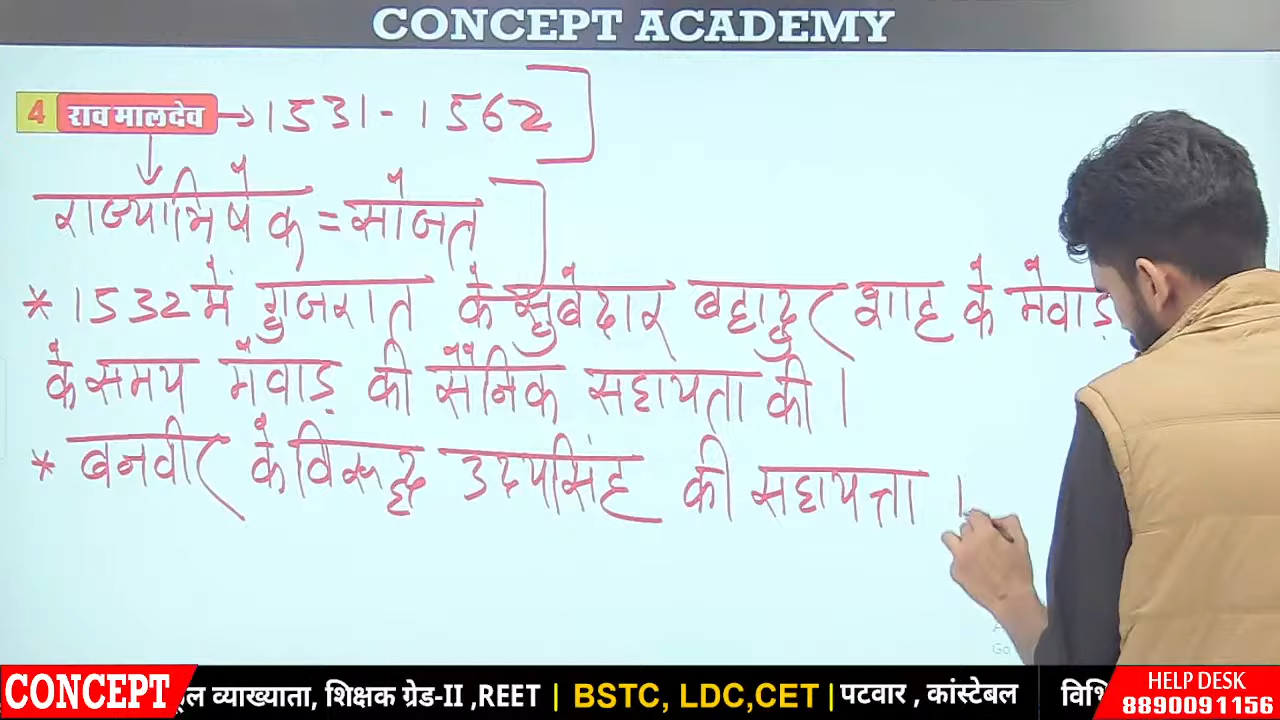 CONCEPT ACADEMY
4 राव मालदेव → 1531 - 1562
राज्याभिषेक = सोजत
* 1532 में गुजरात के सुबेदार बहादुर शाह के मेवाड़
के समय मेवाड़ की सैनिक सहायता की ।
* बनवीर के विरूद्ध उदयसिंह की सहायत्ता ।
CONCEPT
व्याख्याता, शिक्षक ग्रेड-II ,REET | BSTC, LDC,CET | पटवार , कांस्टेबल
HELP DESK
8890091156